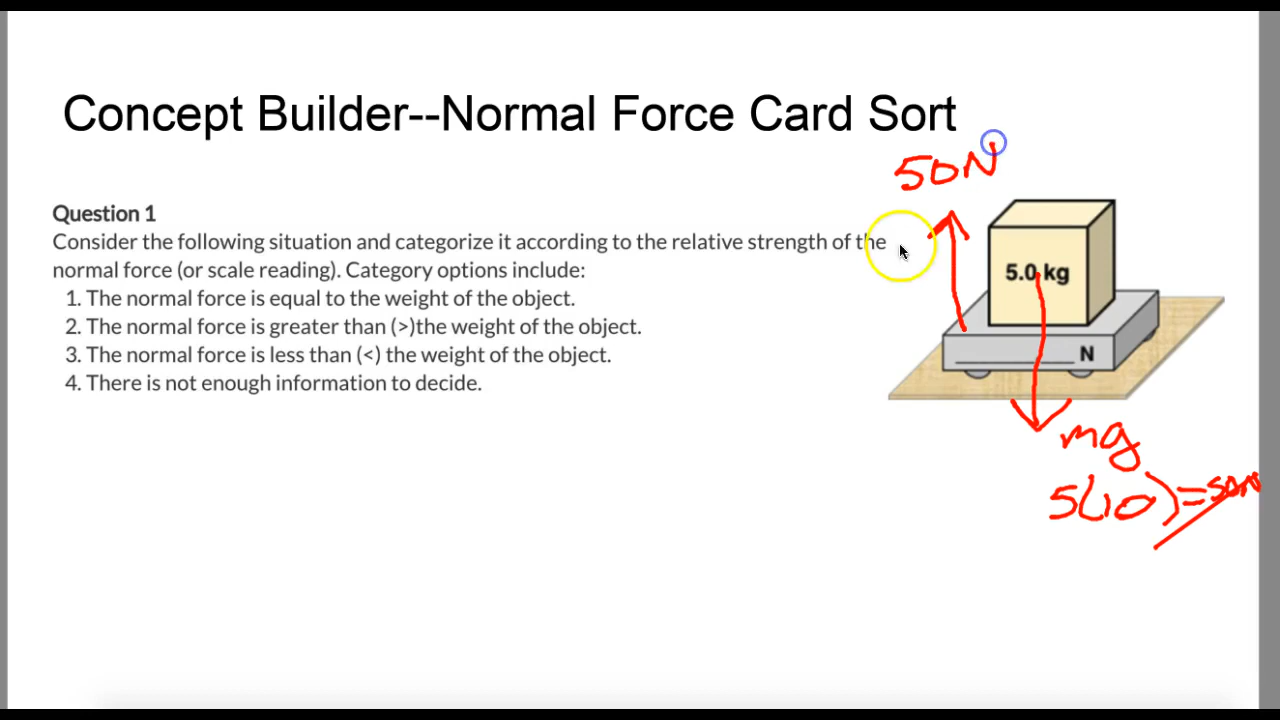 Concept Builder--Normal Force Card Sort
50N
Question 1
Consider the following situation and categorize it according to the relative strength of the
normal force (or scale reading). Category options include:
1. The normal force is equal to the weight of the object.
2. The normal force is greater than (>)the weight of the object.
3. The normal force is less than (<) the weight of the object.
4. There is not enough information to decide.
5.0 kg
N
mg
5(10)=50N